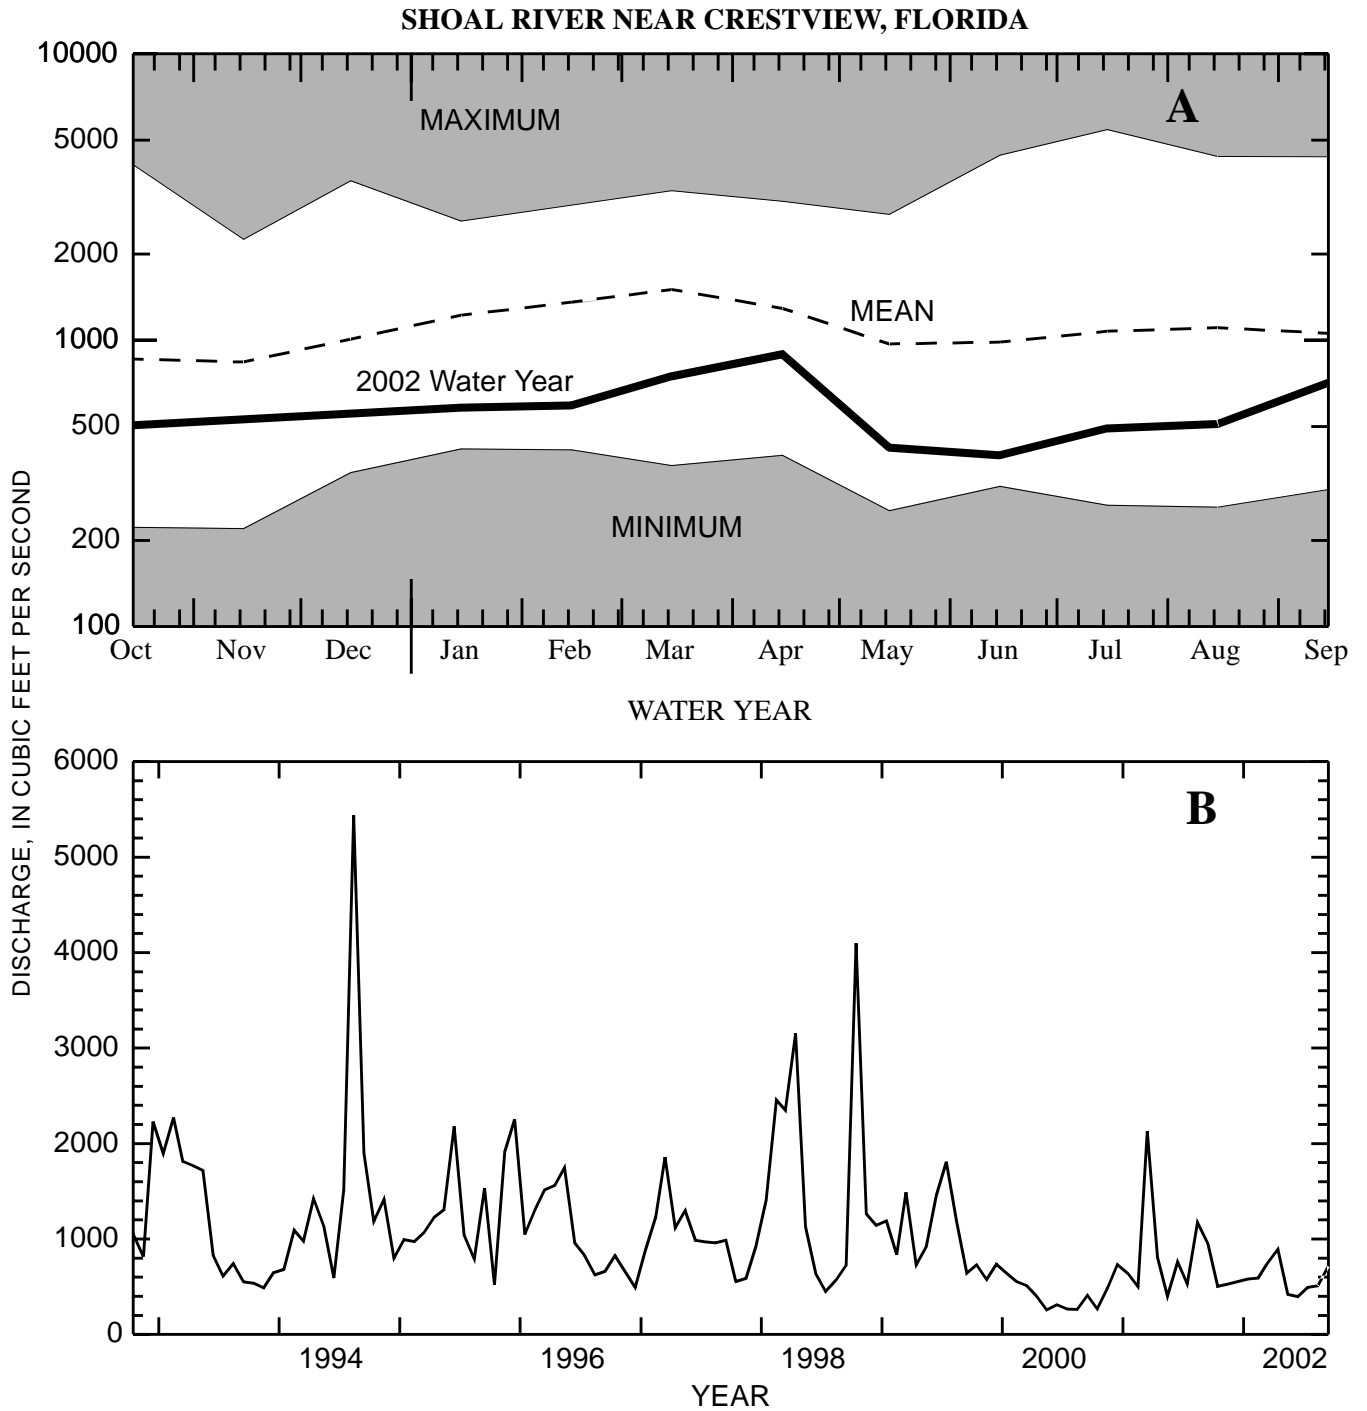 SHOAL RIVER NEAR CRESTVIEW, FLORIDA
10000
5000
2000
1000
500
200
100
MAXIMUM
A
MEAN
2002 Water Year
MINIMUM
Oct Nov Dec Jan Feb Mar Apr May Jun Jul Aug Sep
WATER YEAR
DISCHARGE, IN CUBIC FEET PER SECOND
6000
5000
4000
3000
2000
1000
0
B
1994 1996 1998 2000 2002
YEAR